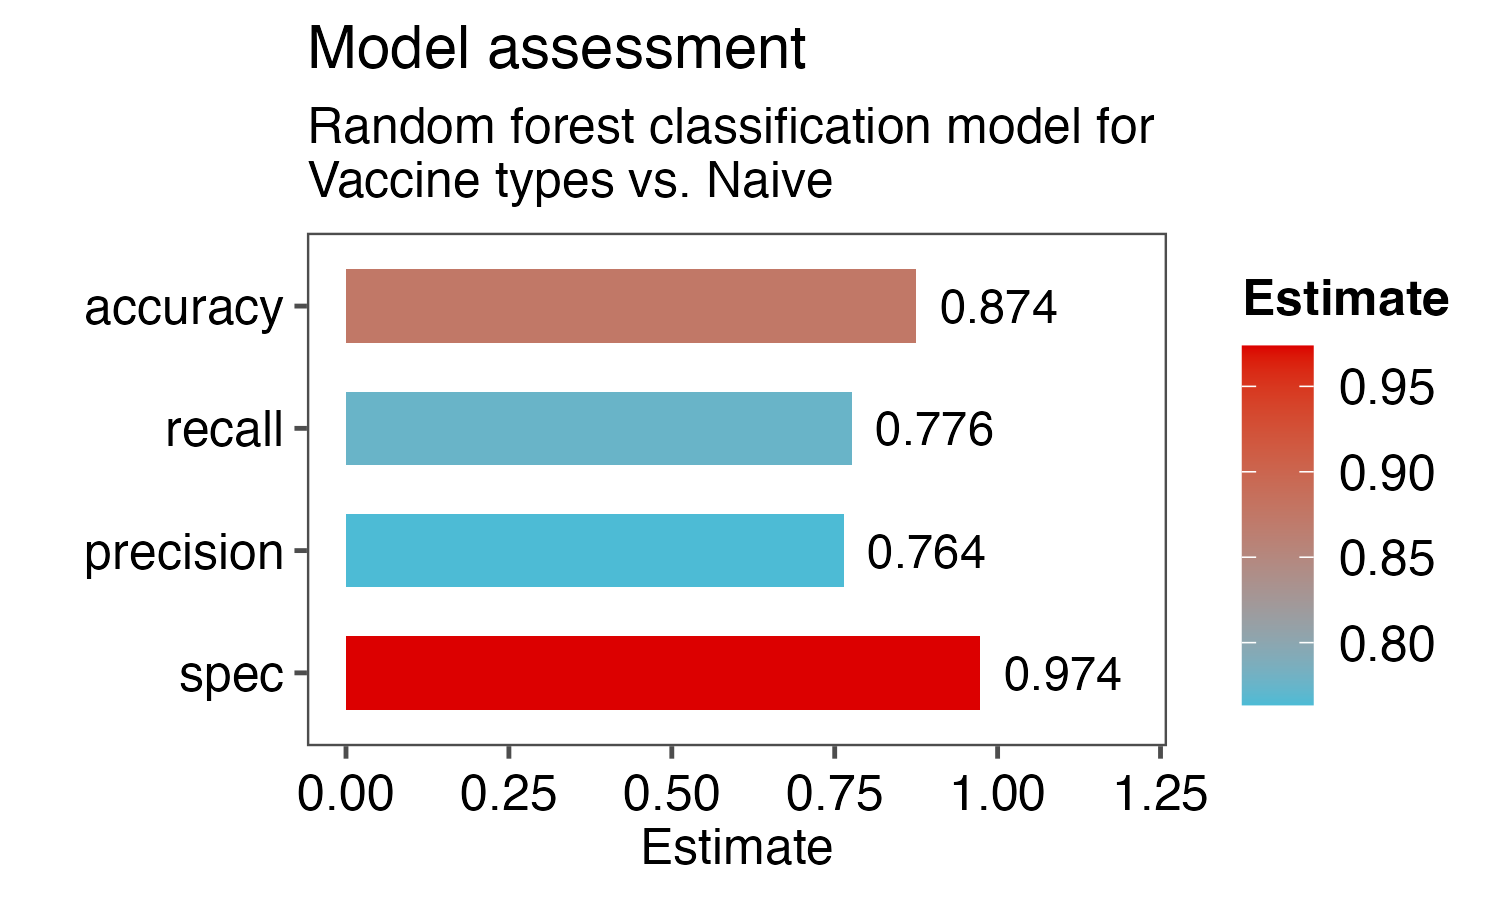 Model assessment
Random forest classification model for
Vaccine types vs. Naive
accuracy
0.874
recall
0.776
precision
0.764
spec
0.974
0.00 0.25 0.50 0.75 1.00 1.25
Estimate
Estimate
0.95
0.90
0.85
0.80